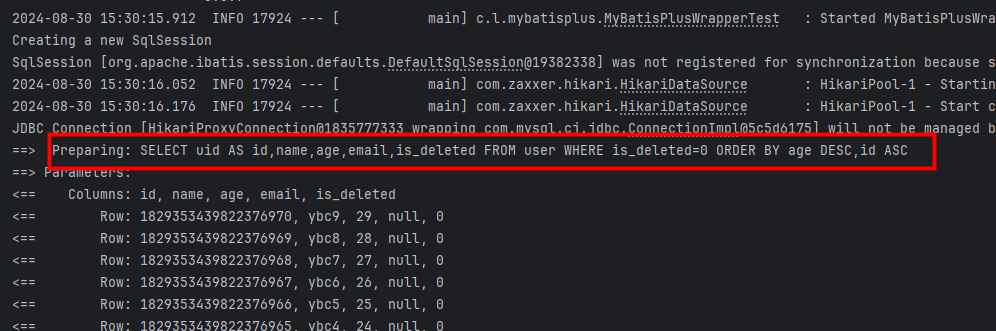 2024-08-30 15:30:15.912  INFO 17924 --- [           main] c.l.mybatisplus.MyBatisPlusWrapperTest   : Started MyBatisPlusWra
Creating a new SqlSession
SqlSession [org.apache.ibatis.session.defaults.DefaultSqlSession@19382338] was not registered for synchronization because s
2024-08-30 15:30:16.052  INFO 17924 --- [           main] com.zaxxer.hikari.HikariDataSource       : HikariPool-1 - Startin
2024-08-30 15:30:16.176  INFO 17924 --- [           main] com.zaxxer.hikari.HikariDataSource       : HikariPool-1 - Start c
JDBC Connection [HikariProxyConnection@1835777333 wrapping com.mysql.cj.jdbc.ConnectionImpl@5c5d6175] will not be managed b
==>  Preparing: SELECT uid AS id,name,age,email,is_deleted FROM user WHERE is_deleted=0 ORDER BY age DESC,id ASC
==> Parameters:
<==    Columns: id, name, age, email, is_deleted
<==        Row: 1829353439822376970, ybc9, 29, null, 0
<==        Row: 1829353439822376969, ybc8, 28, null, 0
<==        Row: 1829353439822376968, ybc7, 27, null, 0
<==        Row: 1829353439822376967, ybc6, 26, null, 0
<==        Row: 1829353439822376966, ybc5, 25, null, 0
<==        Row: 1829353439822376965, ybc4, 24, null, 0